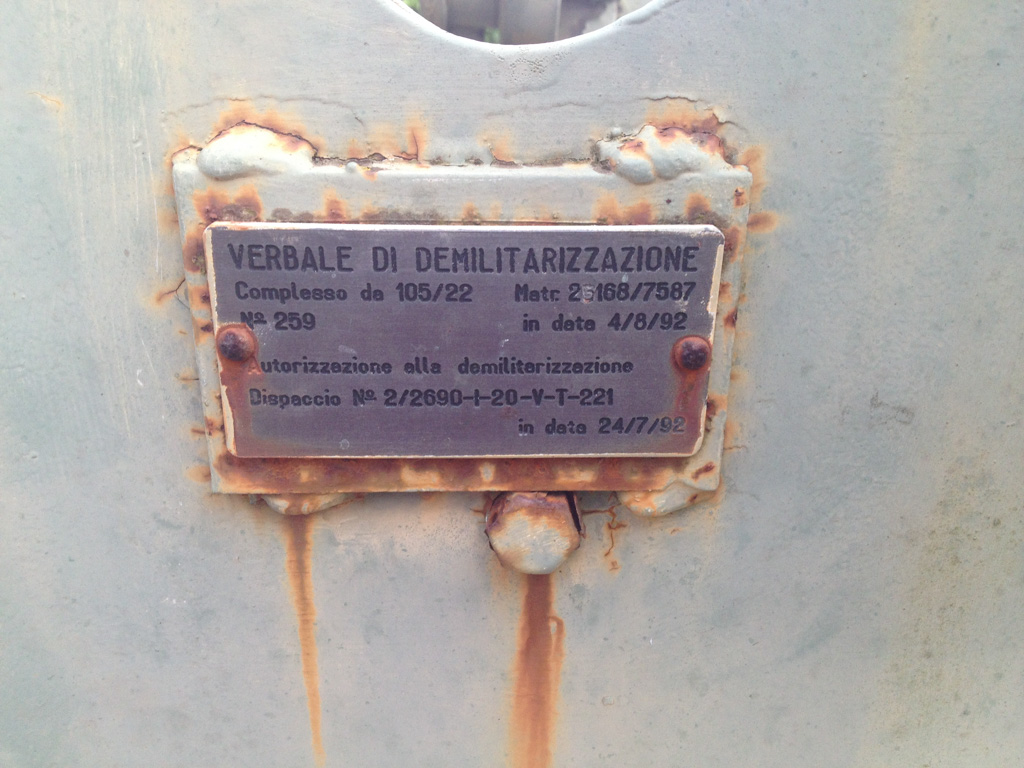 VERBALE DI DEMILITARIZZAZIONE
Complesso da 105/22 Matr. 25168/7587
Nº 259 in data 4/8/92
Autorizzazione alla demilitarizzazione
Dispaccio Nº 2/2690-I-20-V-T-221
in data 24/7/92